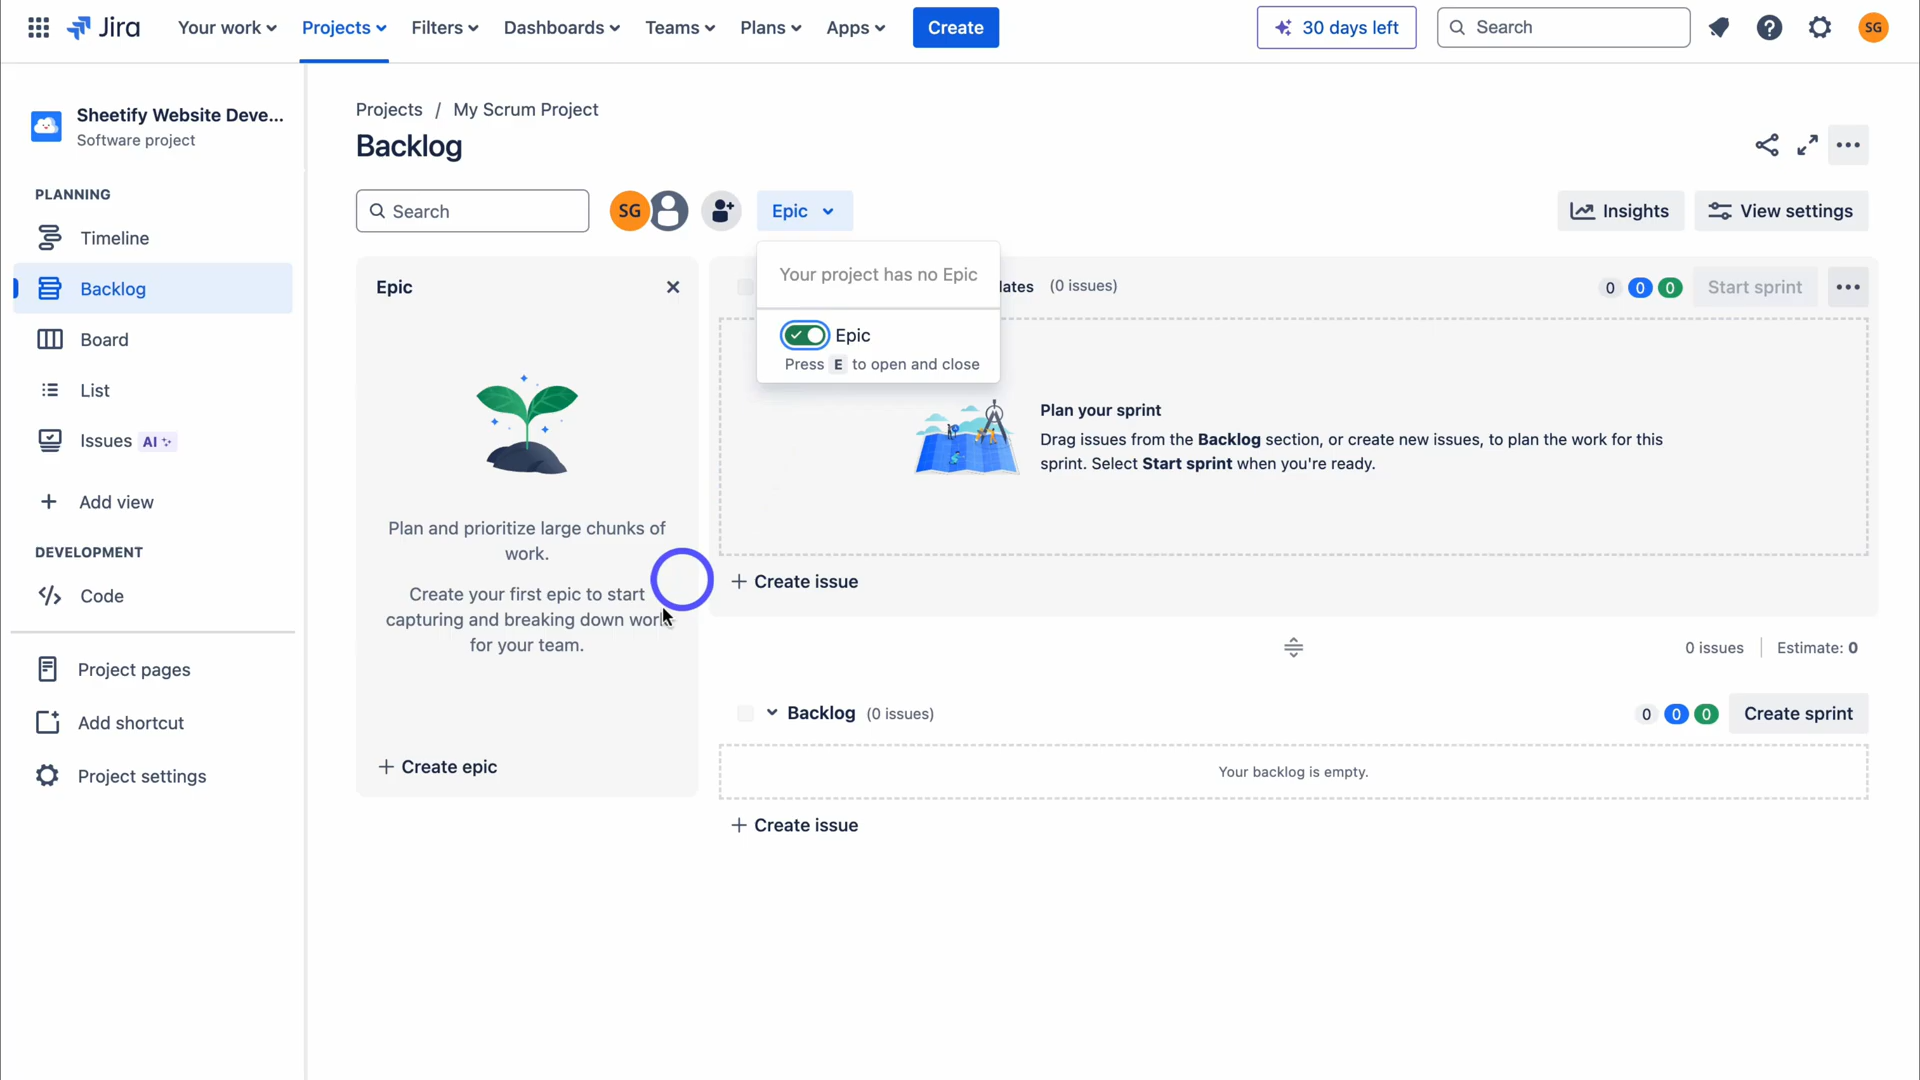 Jira
Your work
Projects
Filters
Dashboards
Teams
Plans
Apps
Create
30 days left
Search
SG
Sheetify Website Deve...
Software project
PLANNING
Timeline
Backlog
Board
List
Issues AI
Add view
DEVELOPMENT
Code
Project pages
Add shortcut
Project settings
Projects / My Scrum Project
Backlog
Search
SG
Epic
Insights
View settings
Epic
Your project has no Epic
Epic
Press E to open and close
(0 issues)
0 0 0
Start sprint
Plan your sprint
Drag issues from the Backlog section, or create new issues, to plan the work for this
sprint. Select Start sprint when you're ready.
Plan and prioritize large chunks of
work.
Create your first epic to start
capturing and breaking down work
for your team.
+ Create epic
+ Create issue
0 issues
Estimate: 0
Backlog (0 issues)
0 0 0
Create sprint
Your backlog is empty.
+ Create issue